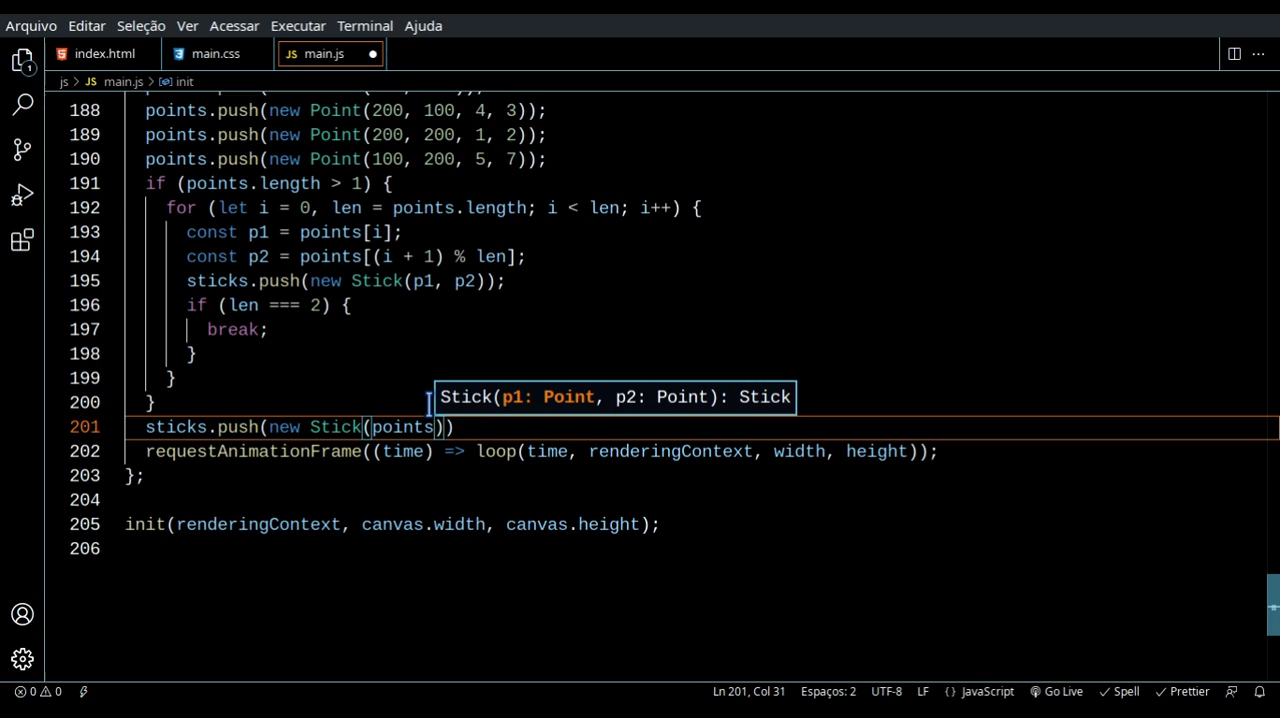 Arquivo Editar Seleção Ver Acessar Executar Terminal Ajuda
index.html main.css JS main.js
js > JS main.js > init
188 points.push(new Point(200, 100, 4, 3));
189 points.push(new Point(200, 200, 1, 2));
190 points.push(new Point(100, 200, 5, 7));
191 if (points.length > 1) {
192 for (let i = 0, len = points.length; i < len; i++) {
193 const p1 = points[i];
194 const p2 = points[(i + 1) % len];
195 sticks.push(new Stick(p1, p2));
196 if (len === 2) {
197 break;
198 }
199 }
Stick(p1: Point, p2: Point): Stick
200 }
201 sticks.push(new Stick(points))
202 requestAnimationFrame((time) => loop(time, renderingContext, width, height));
203 };
204
205 init(renderingContext, canvas.width, canvas.height);
206
0 0 Ln 201, Col 31 Espaços: 2 UTF-8 LF {} JavaScript Go Live Spell Prettier